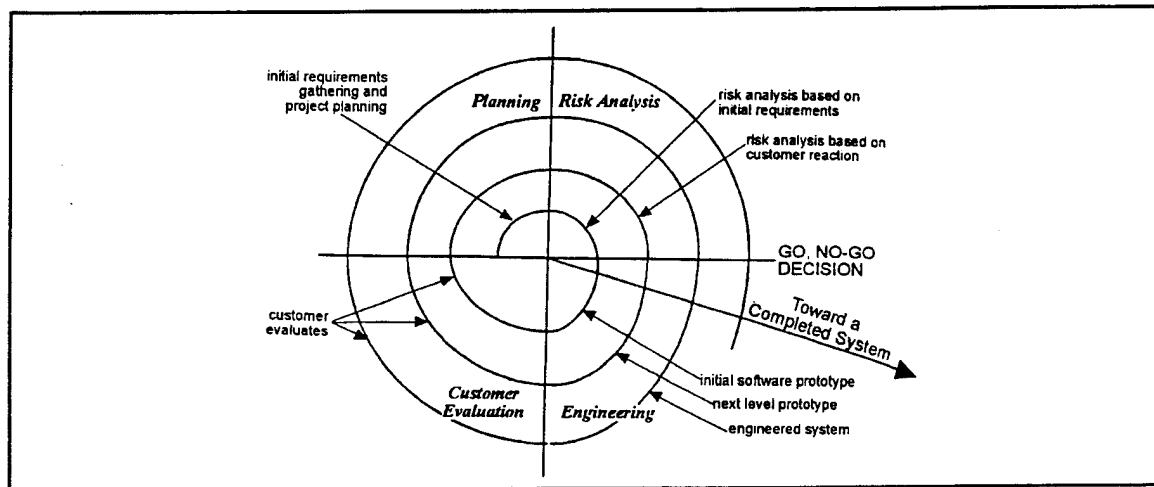 initial requirements
gathering and
project planning
Planning
Risk Analysis
risk analysis based on
initial requirements
risk analysis based on
customer reaction
GO, NO-GO
DECISION
Toward a
Completed System
customer
evaluates
initial software prototype
next level prototype
engineered system
Customer
Evaluation
Engineering